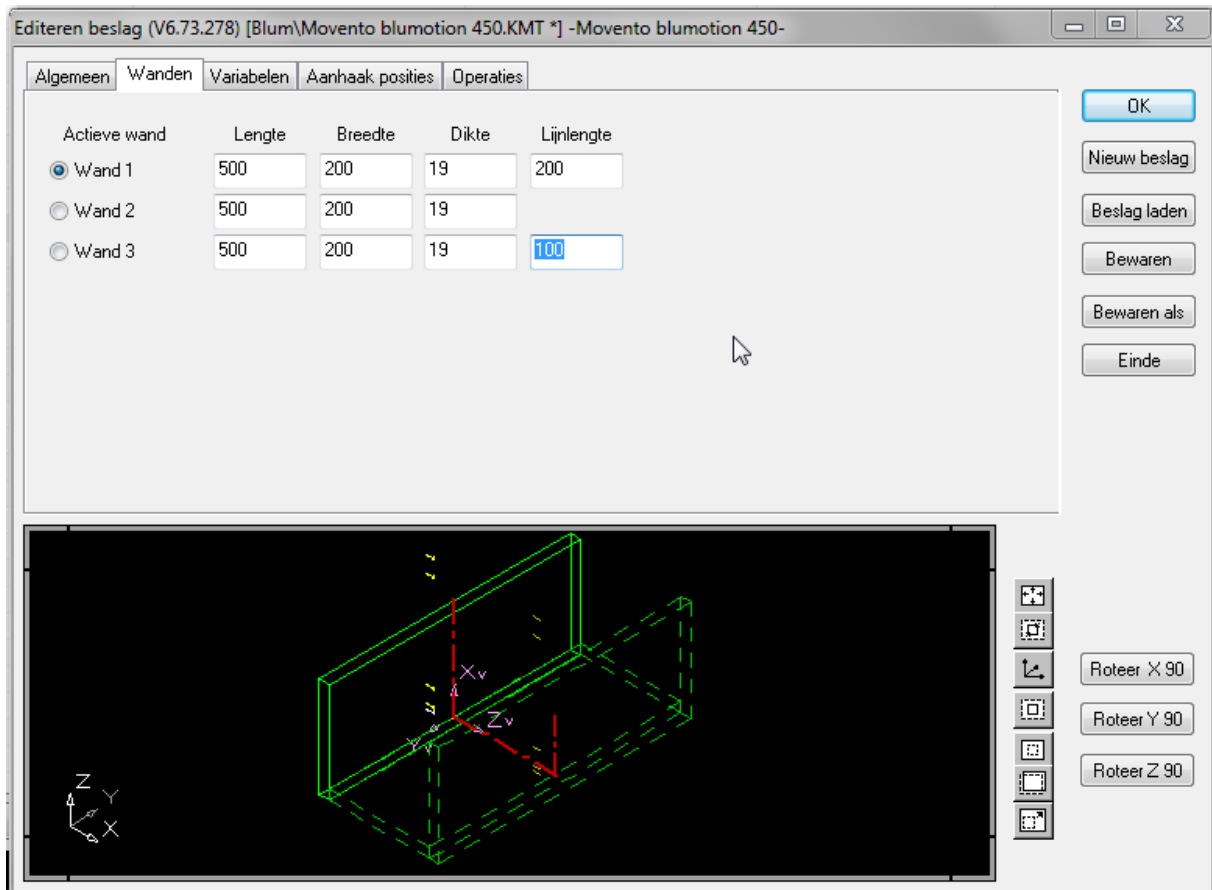 Editeren beslag (V6.73.278) [Blum\Movento blumotion 450.KMT *] -Movento blumotion 450-
Algemeen Wanden Variabelen Aanhaak posities Operaties
OK
Actieve wand Lengte Breedte Dikte Lijnlengte
Nieuw beslag
Wand 1 500 200 19 200
Wand 2 500 200 19
Beslag laden
Wand 3 500 200 19 100
Bewaren
Bewaren als
Einde
Xv
Roteer X 90
Zv
Yv
Roteer Y 90
Z
Y
X
Roteer Z 90